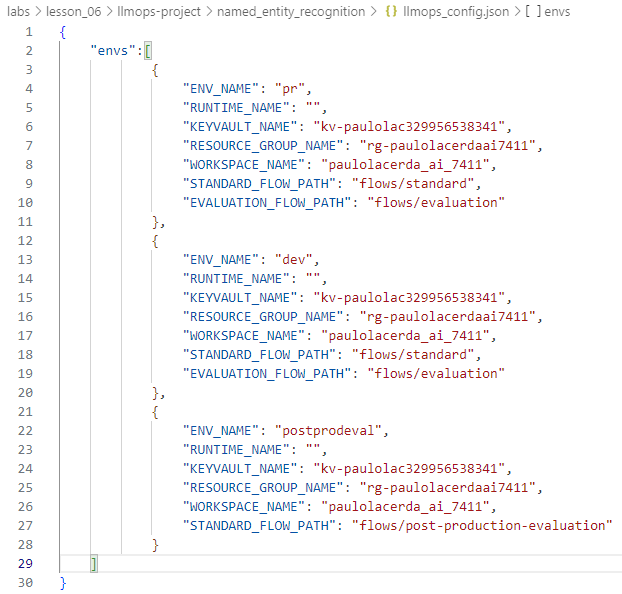 labs > lesson_06 > llmops-project > named_entity_recognition > {} llmops_config.json > [ ] envs
1 {
2 "envs":[
3 {
4 "ENV_NAME": "pr",
5 "RUNTIME_NAME": "",
6 "KEYVAULT_NAME": "kv-paulolac329956538341",
7 "RESOURCE_GROUP_NAME": "rg-paulolacerdaai7411",
8 "WORKSPACE_NAME": "paulolacerda_ai_7411",
9 "STANDARD_FLOW_PATH": "flows/standard",
10 "EVALUATION_FLOW_PATH": "flows/evaluation"
11 },
12 {
13 "ENV_NAME": "dev",
14 "RUNTIME_NAME": "",
15 "KEYVAULT_NAME": "kv-paulolac329956538341",
16 "RESOURCE_GROUP_NAME": "rg-paulolacerdaai7411",
17 "WORKSPACE_NAME": "paulolacerda_ai_7411",
18 "STANDARD_FLOW_PATH": "flows/standard",
19 "EVALUATION_FLOW_PATH": "flows/evaluation"
20 },
21 {
22 "ENV_NAME": "postprodeval",
23 "RUNTIME_NAME": "",
24 "KEYVAULT_NAME": "kv-paulolac329956538341",
25 "RESOURCE_GROUP_NAME": "rg-paulolacerdaai7411",
26 "WORKSPACE_NAME": "paulolacerda_ai_7411",
27 "STANDARD_FLOW_PATH": "flows/post-production-evaluation"
28 }
29 ]
30 }